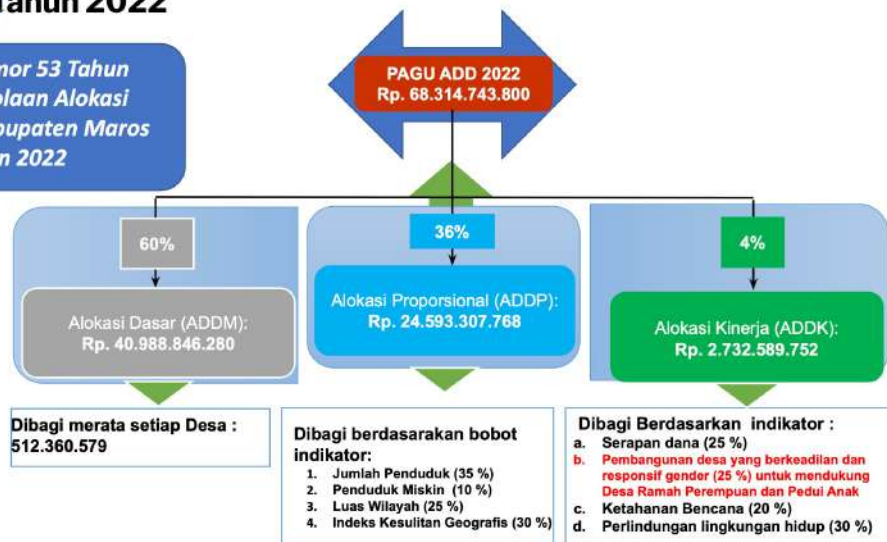 Tahun 2022
mor 53 Tahun
olaan Alokasi
bupaten Maros
n 2022
PAGU ADD 2022
Rp. 68.314.743.800
60%
36%
4%
Alokasi Dasar (ADDM):
Rp. 40.988.846.280
Alokasi Proporsional (ADDP):
Rp. 24.593.307.768
Alokasi Kinerja (ADDK):
Rp. 2.732.589.752
Dibagi merata setiap Desa :
512.360.579
Dibagi berdasarakan bobot
indikator:
1. Jumlah Penduduk (35 %)
2. Penduduk Miskin (10 %)
3. Luas Wilayah (25 %)
4. Indeks Kesulitan Geografis (30 %)
Dibagi Berdasarkan indikator :
a. Serapan dana (25 %)
b. Pembangunan desa yang berkeadilan dan
responsif gender (25 %) untuk mendukung
Desa Ramah Perempuan dan Pedui Anak
c. Ketahanan Bencana (20 %)
d. Perlindungan lingkungan hidup (30 %)